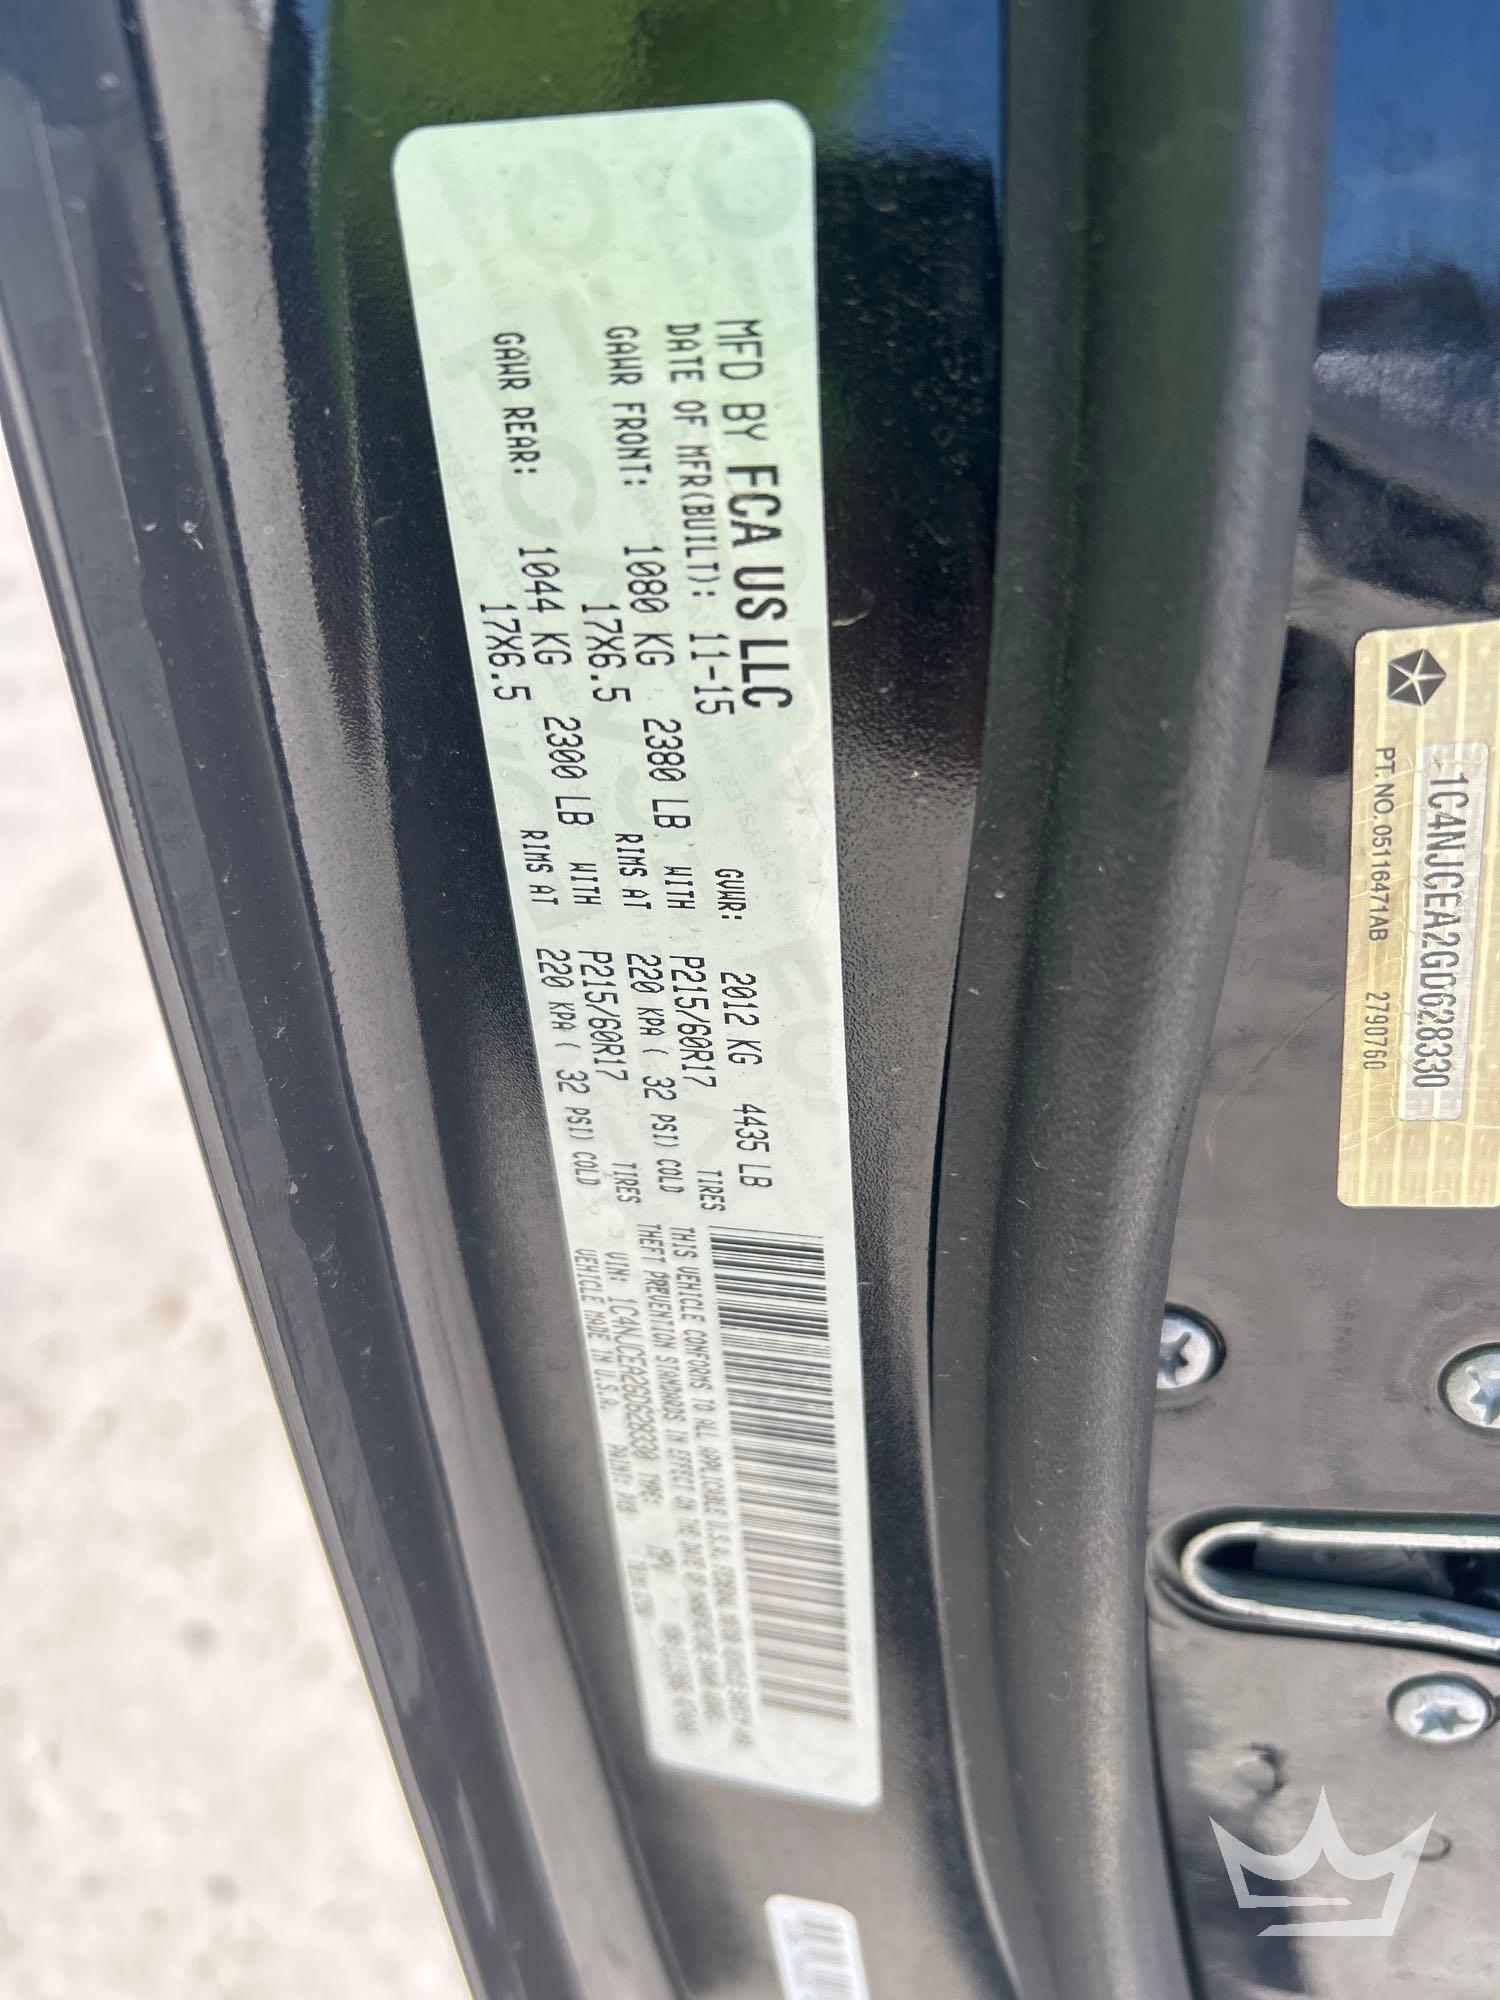 MFD BY FCA US LLC
DATE OF MFR(BUILT): 11-15 GVWR: 2012 KG 4435 LB
GAWR FRONT: 1080 KG 2380 LB WITH P215/60R17 TIRES
17X6.5 RIMS AT 220 KPA ( 32 PSI) COLD
GAWR REAR: 1044 KG 2300 LB WITH P215/60R17 TIRES
17X6.5 RIMS AT 220 KPA ( 32 PSI) COLD
THIS VEHICLE CONFORMS TO ALL APPLICABLE U.S.A. FEDERAL MOTOR VEHICLE SAFETY AND
THEFT PREVENTION STANDARDS IN EFFECT ON THE DATE OF MANUFACTURE SHOWN ABOVE.
VIN: 1C4NJCEA2GD628330 TYPE: MPV
VEHICLE MADE IN U.S.A. PAINT:
1C4NJCEA2GD628330
PT. NO. 05116471AB 2790760